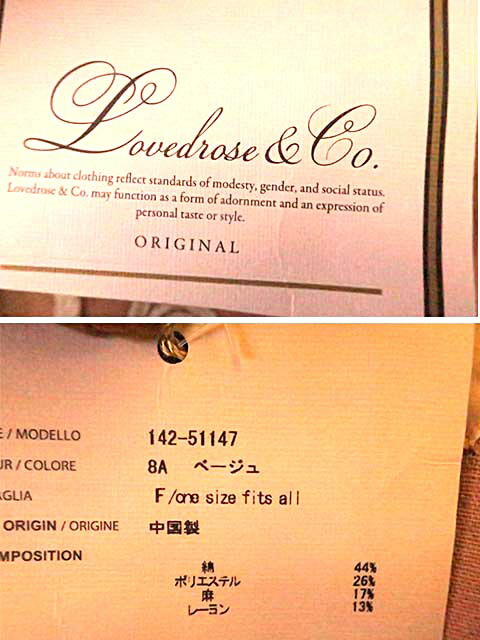 Lovedrose & Co.
Norms about clothing reflect standards of modesty, gender, and social status.
Lovedrose & Co. may function as a form of adornment and an expression of
personal taste or style.
ORIGINAL
E / MODELLO 142-51147
UR / COLORE 8A ベージュ
AGLIA F/one size fits all
ORIGIN / ORIGINE 中国製
MPOSITION
綿 44%
ポリエステル 26%
麻 17%
レーヨン 13%